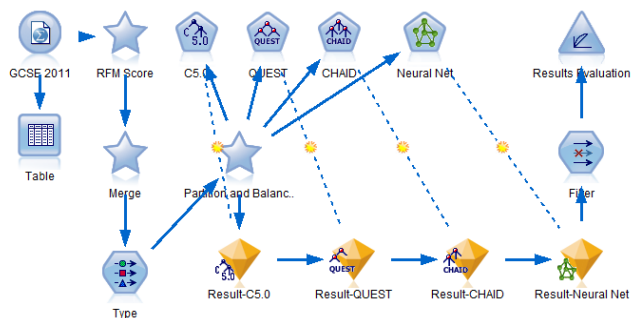 C
5.0
QUEST
CHAID
GCSE 2011
RFM Score
C5.0
QUEST
CHAID
Neural Net
Results Evaluation
Table
Merge
Partition and Balanc..
Filter
C
5.0
QUEST
CHAID
Type
Result-C5.0
Result-QUEST
Result-CHAID
Result-Neural Net